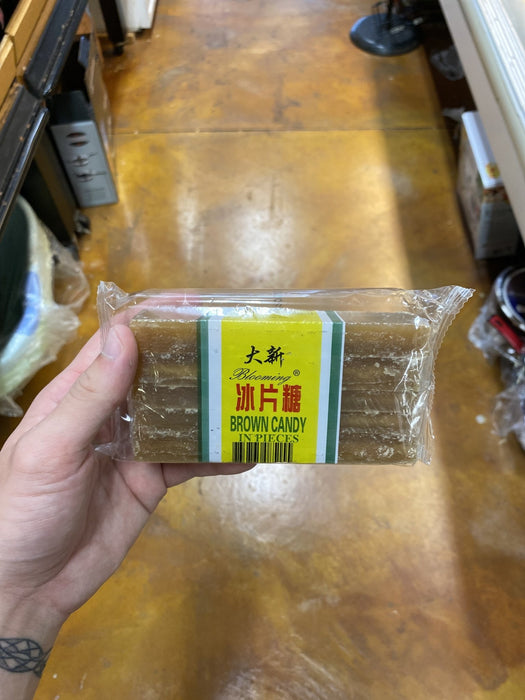 大新
Blooming®
冰片糖
BROWN CANDY
IN PIECES